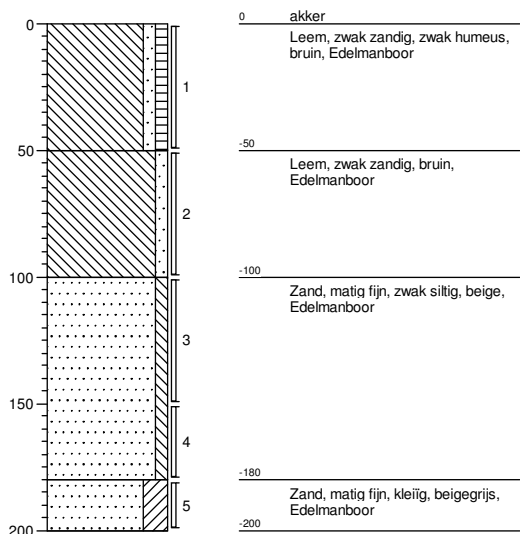 0
50
100
150
200
1
2
3
4
5
0 akker
Leem, zwak zandig, zwak humeus,
bruin, Edelmanboor
-50
Leem, zwak zandig, bruin,
Edelmanboor
-100
Zand, matig fijn, zwak siltig, beige,
Edelmanboor
-180
Zand, matig fijn, kleiïg, beigegrijs,
Edelmanboor
-200